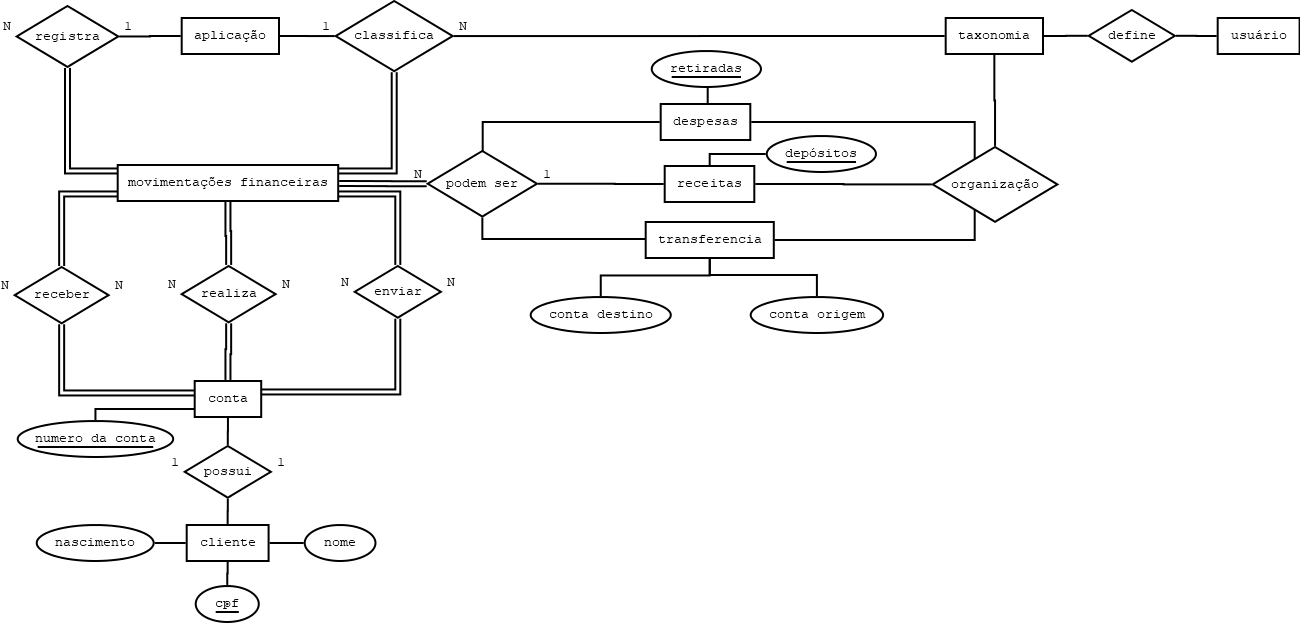 N
registra
1
aplicação
1
classifica
N
taxonomia
define
usuário
retiradas
despesas
depósitos
movimentações financeiras
N
podem ser
1
receitas
organização
transferencia
N
receber
N
N
realiza
N
N
enviar
N
conta destino
conta origem
conta
numero da conta
1
possui
1
nascimento
cliente
nome
cpf